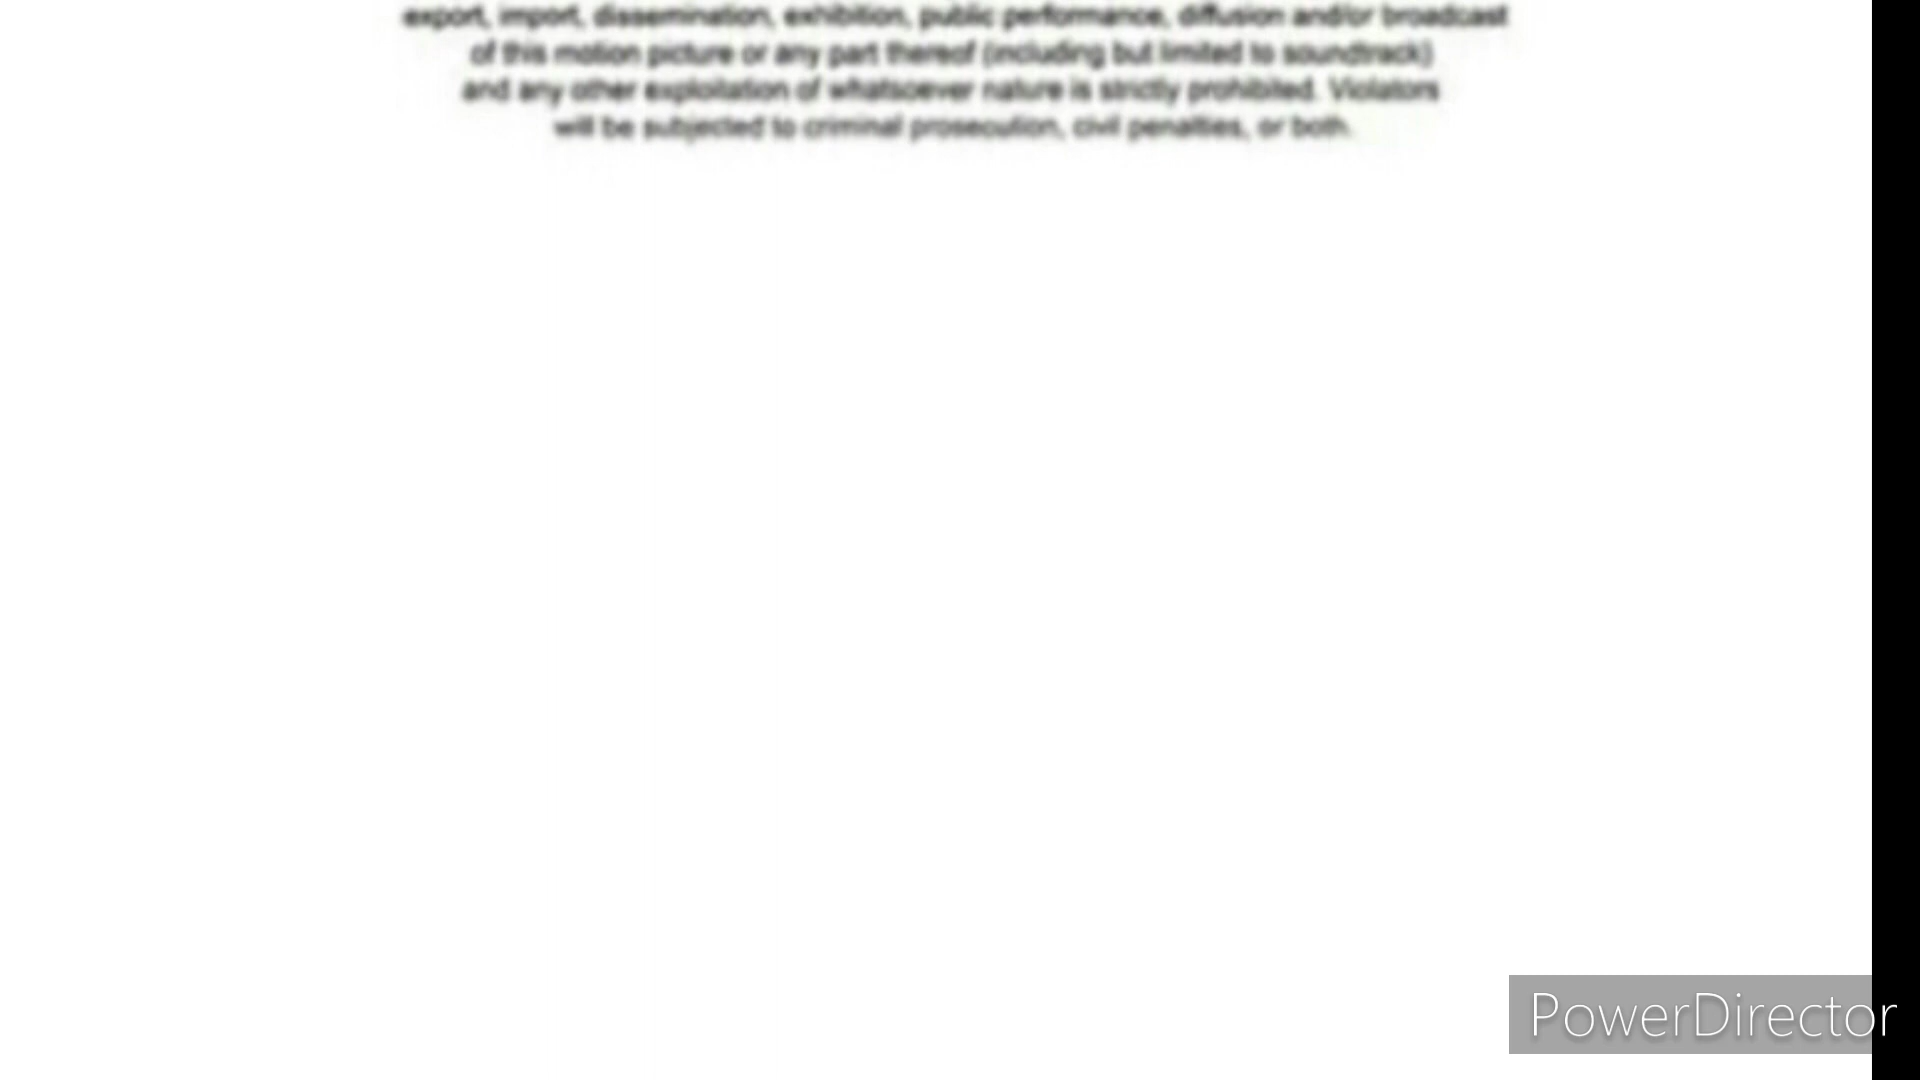 export, import, dissemination, exhibition, public performance, diffusion and/or broadcast
of this motion picture or any part thereof (including but limited to soundtrack)
and any other exploitation of whatsoever nature is strictly prohibited. Violators
will be subjected to criminal prosecution, civil penalties, or both.
PowerDirector